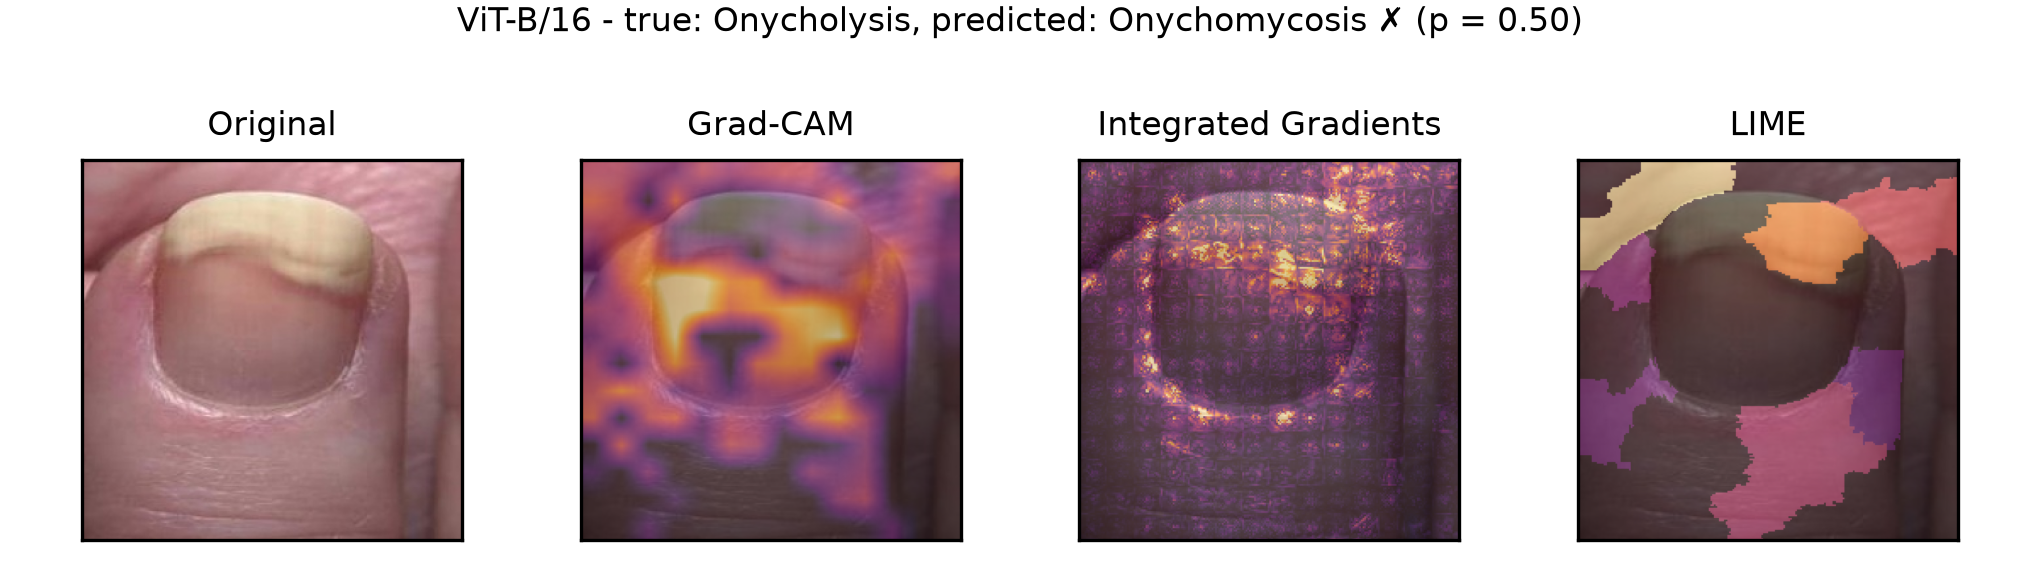 ViT-B/16 - true: Onycholysis, predicted: Onychomycosis ✗ (p = 0.50)
Original
Grad-CAM
Integrated Gradients
LIME